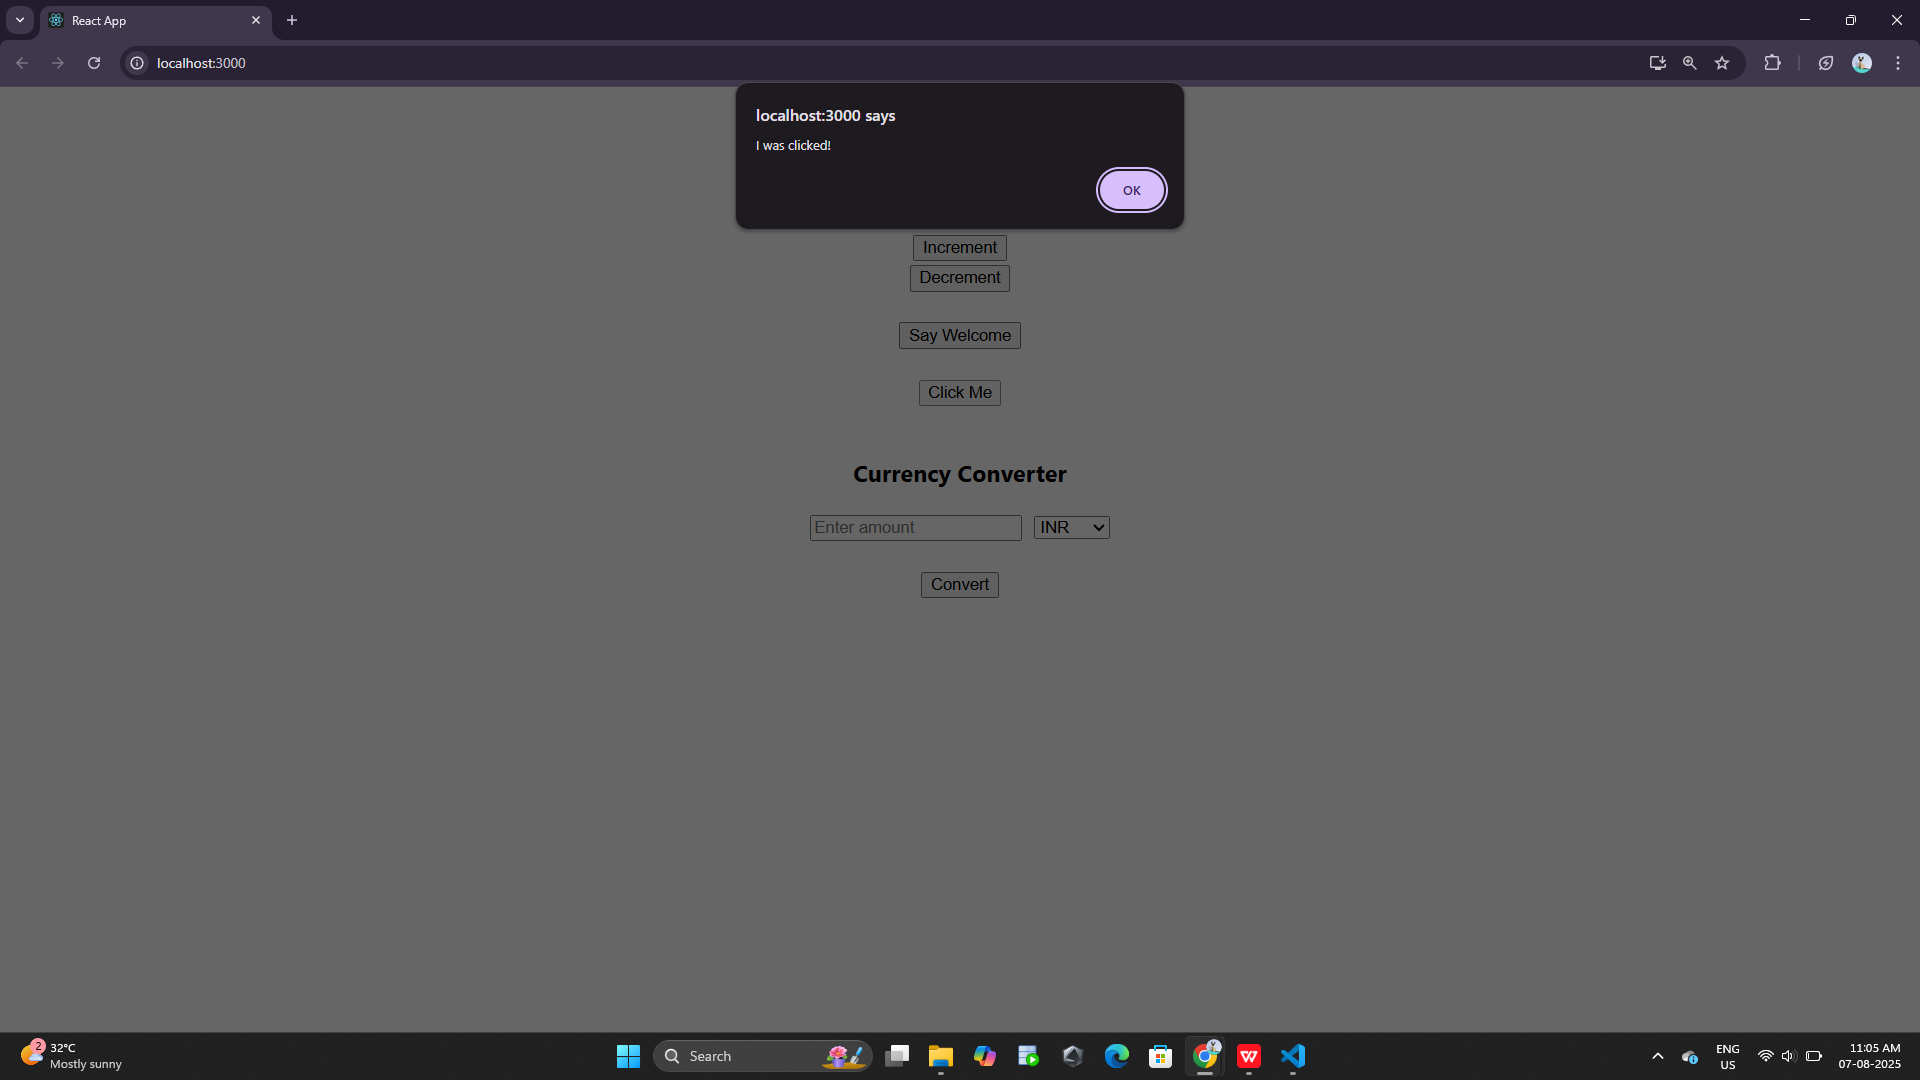 React App
localhost:3000
localhost:3000 says
I was clicked!
OK
Increment
Decrement
Say Welcome
Click Me
Currency Converter
Enter amount
INR
Convert
2
32°C
Mostly sunny
Search
ENG
US
11:05 AM
07-08-2025